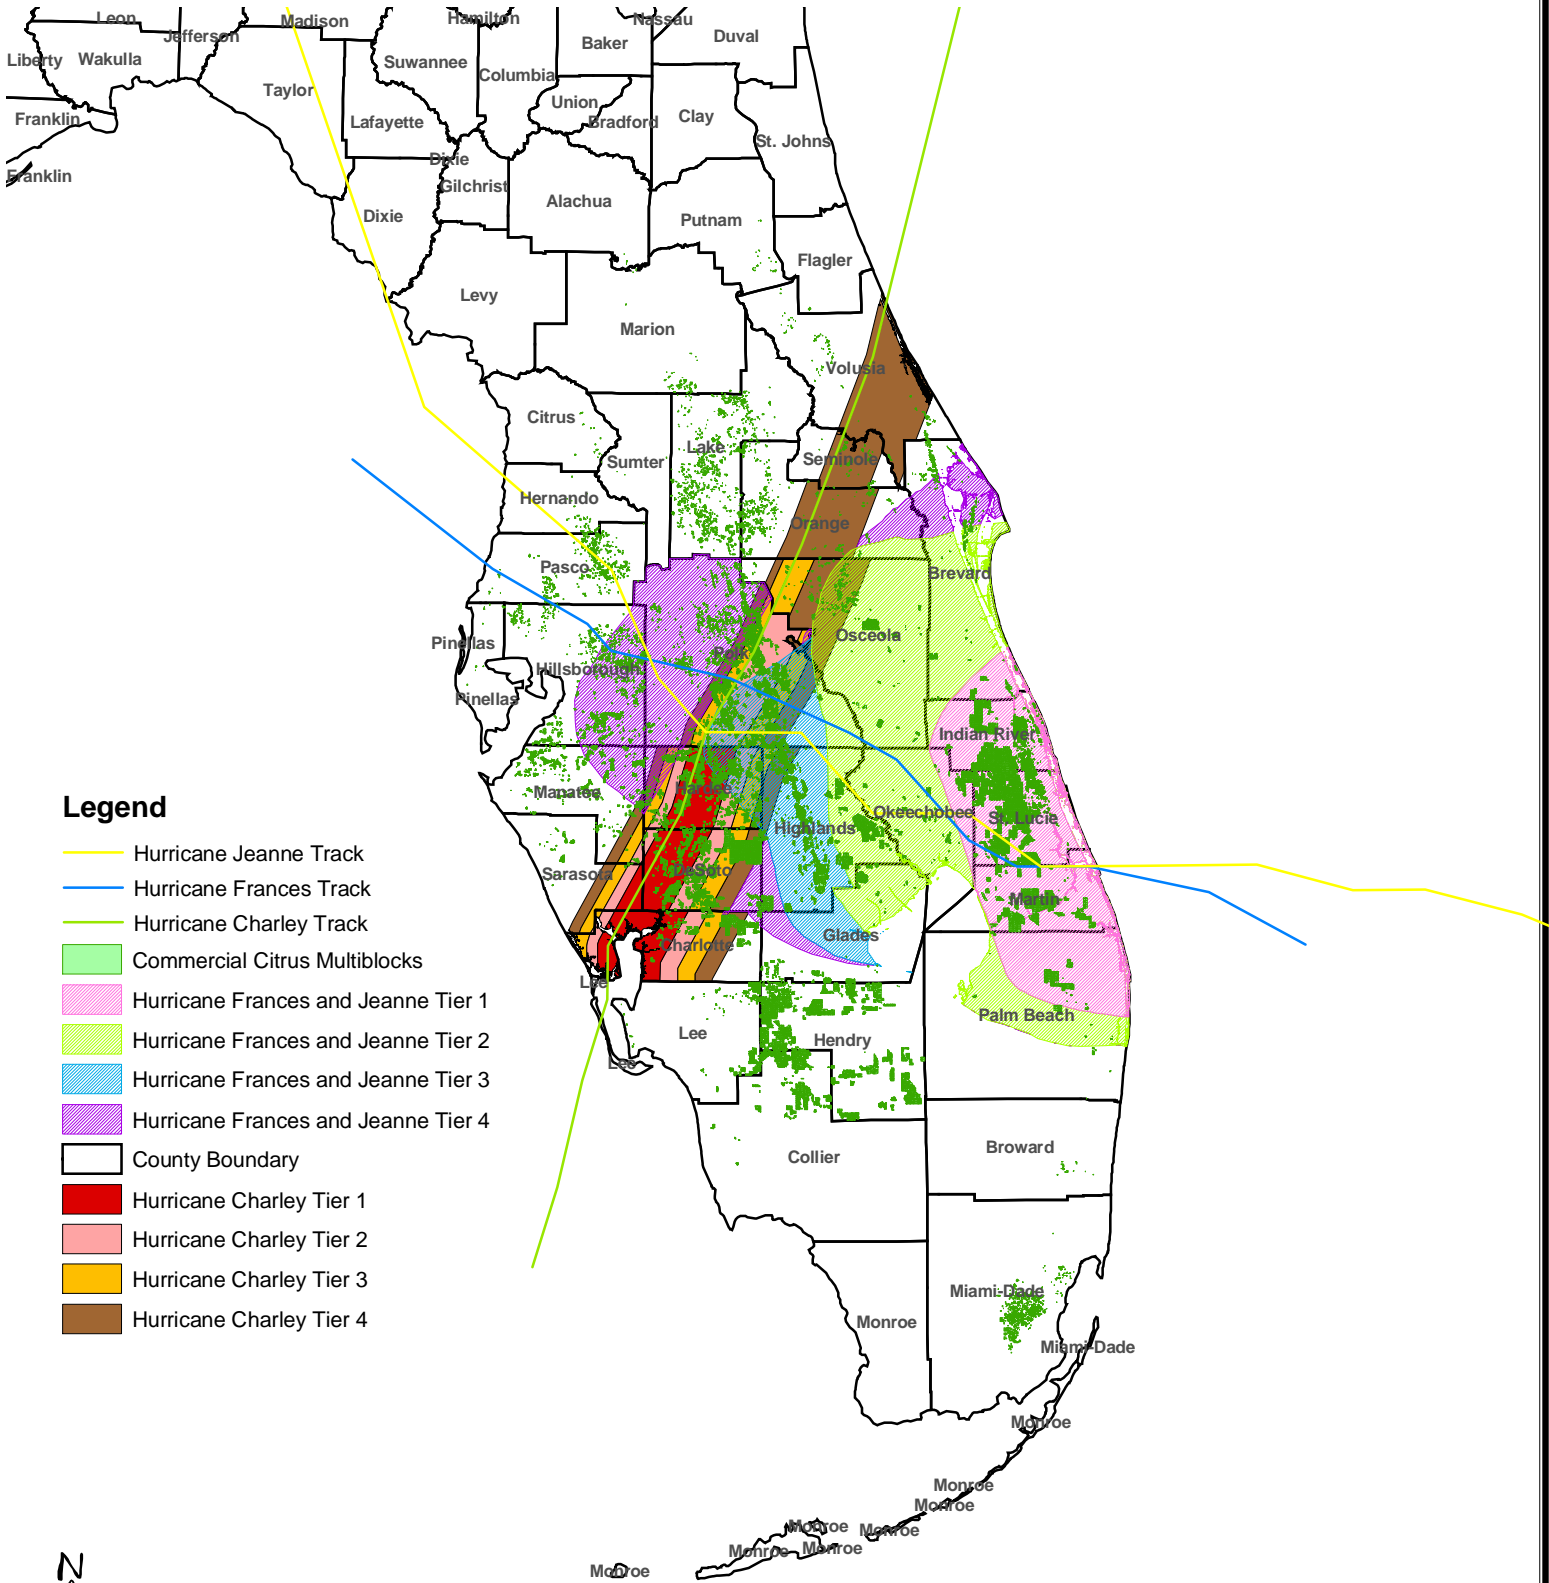 Leon
Madison
Hamilton
Nassau
Jefferson
Baker
Duval
Liberty
Wakulla
Suwannee
Columbia
Taylor
Union
Franklin
Lafayette
Bradford
Clay
St. Johns
Dixie
Franklin
Gilchrist
Dixie
Alachua
Putnam
Flagler
Levy
Marion
Volusia
Citrus
Lake
Sumter
Seminole
Hernando
Orange
Pasco
Brevard
Pinellas
Osceola
Polk
Hillsborough
Pinellas
Indian River
Manatee
Hardee
Okeechobee
St. Lucie
Highlands
Sarasota
DeSoto
Martin
Glades
Charlotte
Lee
Palm Beach
Lee
Hendry
Lee
Collier
Broward
Miami-Dade
Monroe
Miami-Dade
Monroe
Monroe
Monroe
Monroe
Monroe
Monroe
Monroe
Monroe
Legend
Hurricane Jeanne Track
Hurricane Frances Track
Hurricane Charley Track
Commercial Citrus Multiblocks
Hurricane Frances and Jeanne Tier 1
Hurricane Frances and Jeanne Tier 2
Hurricane Frances and Jeanne Tier 3
Hurricane Frances and Jeanne Tier 4
County Boundary
Hurricane Charley Tier 1
Hurricane Charley Tier 2
Hurricane Charley Tier 3
Hurricane Charley Tier 4
N